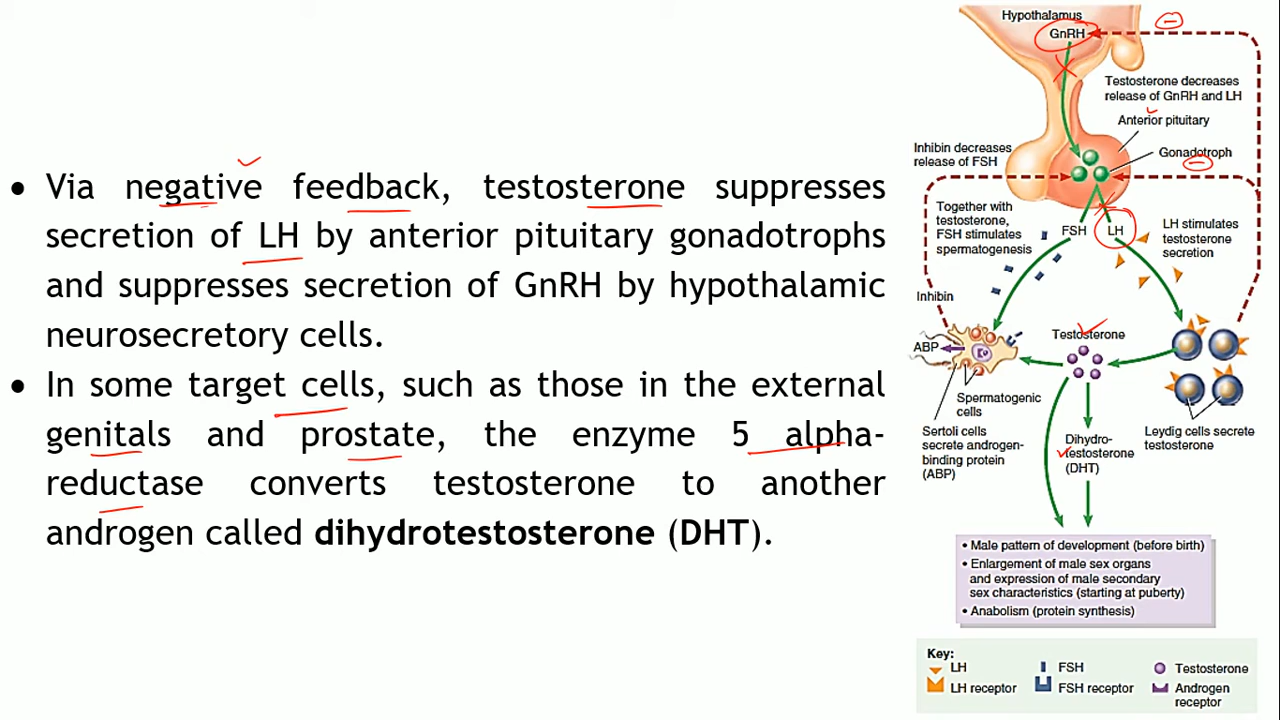 • Via negative feedback, testosterone suppresses
secretion of LH by anterior pituitary gonadotrophs
and suppresses secretion of GnRH by hypothalamic
neurosecretory cells.
• In some target cells, such as those in the external
genitals and prostate, the enzyme 5 alpha-
reductase converts testosterone to another
androgen called dihydrotestosterone (DHT).
Hypothalamus
GnRH
Testosterone decreases
release of GnRH and LH
Anterior pituitary
Gonadotroph
Inhibin decreases
release of FSH
Together with
testosterone,
FSH stimulates
spermatogenesis
FSH
LH
LH stimulates
testosterone
secretion
Inhibin
ABP
Testosterone
Spermatogenic
cells
Sertoli cells
secrete androgen-
binding protein
(ABP)
Dihydro-
testosterone
(DHT)
Leydig cells secrete
testosterone
• Male pattern of development (before birth)
• Enlargement of male sex organs
and expression of male secondary
sex characteristics (starting at puberty)
• Anabolism (protein synthesis)
Key:
LH
LH receptor
FSH
FSH receptor
Testosterone
Androgen
receptor